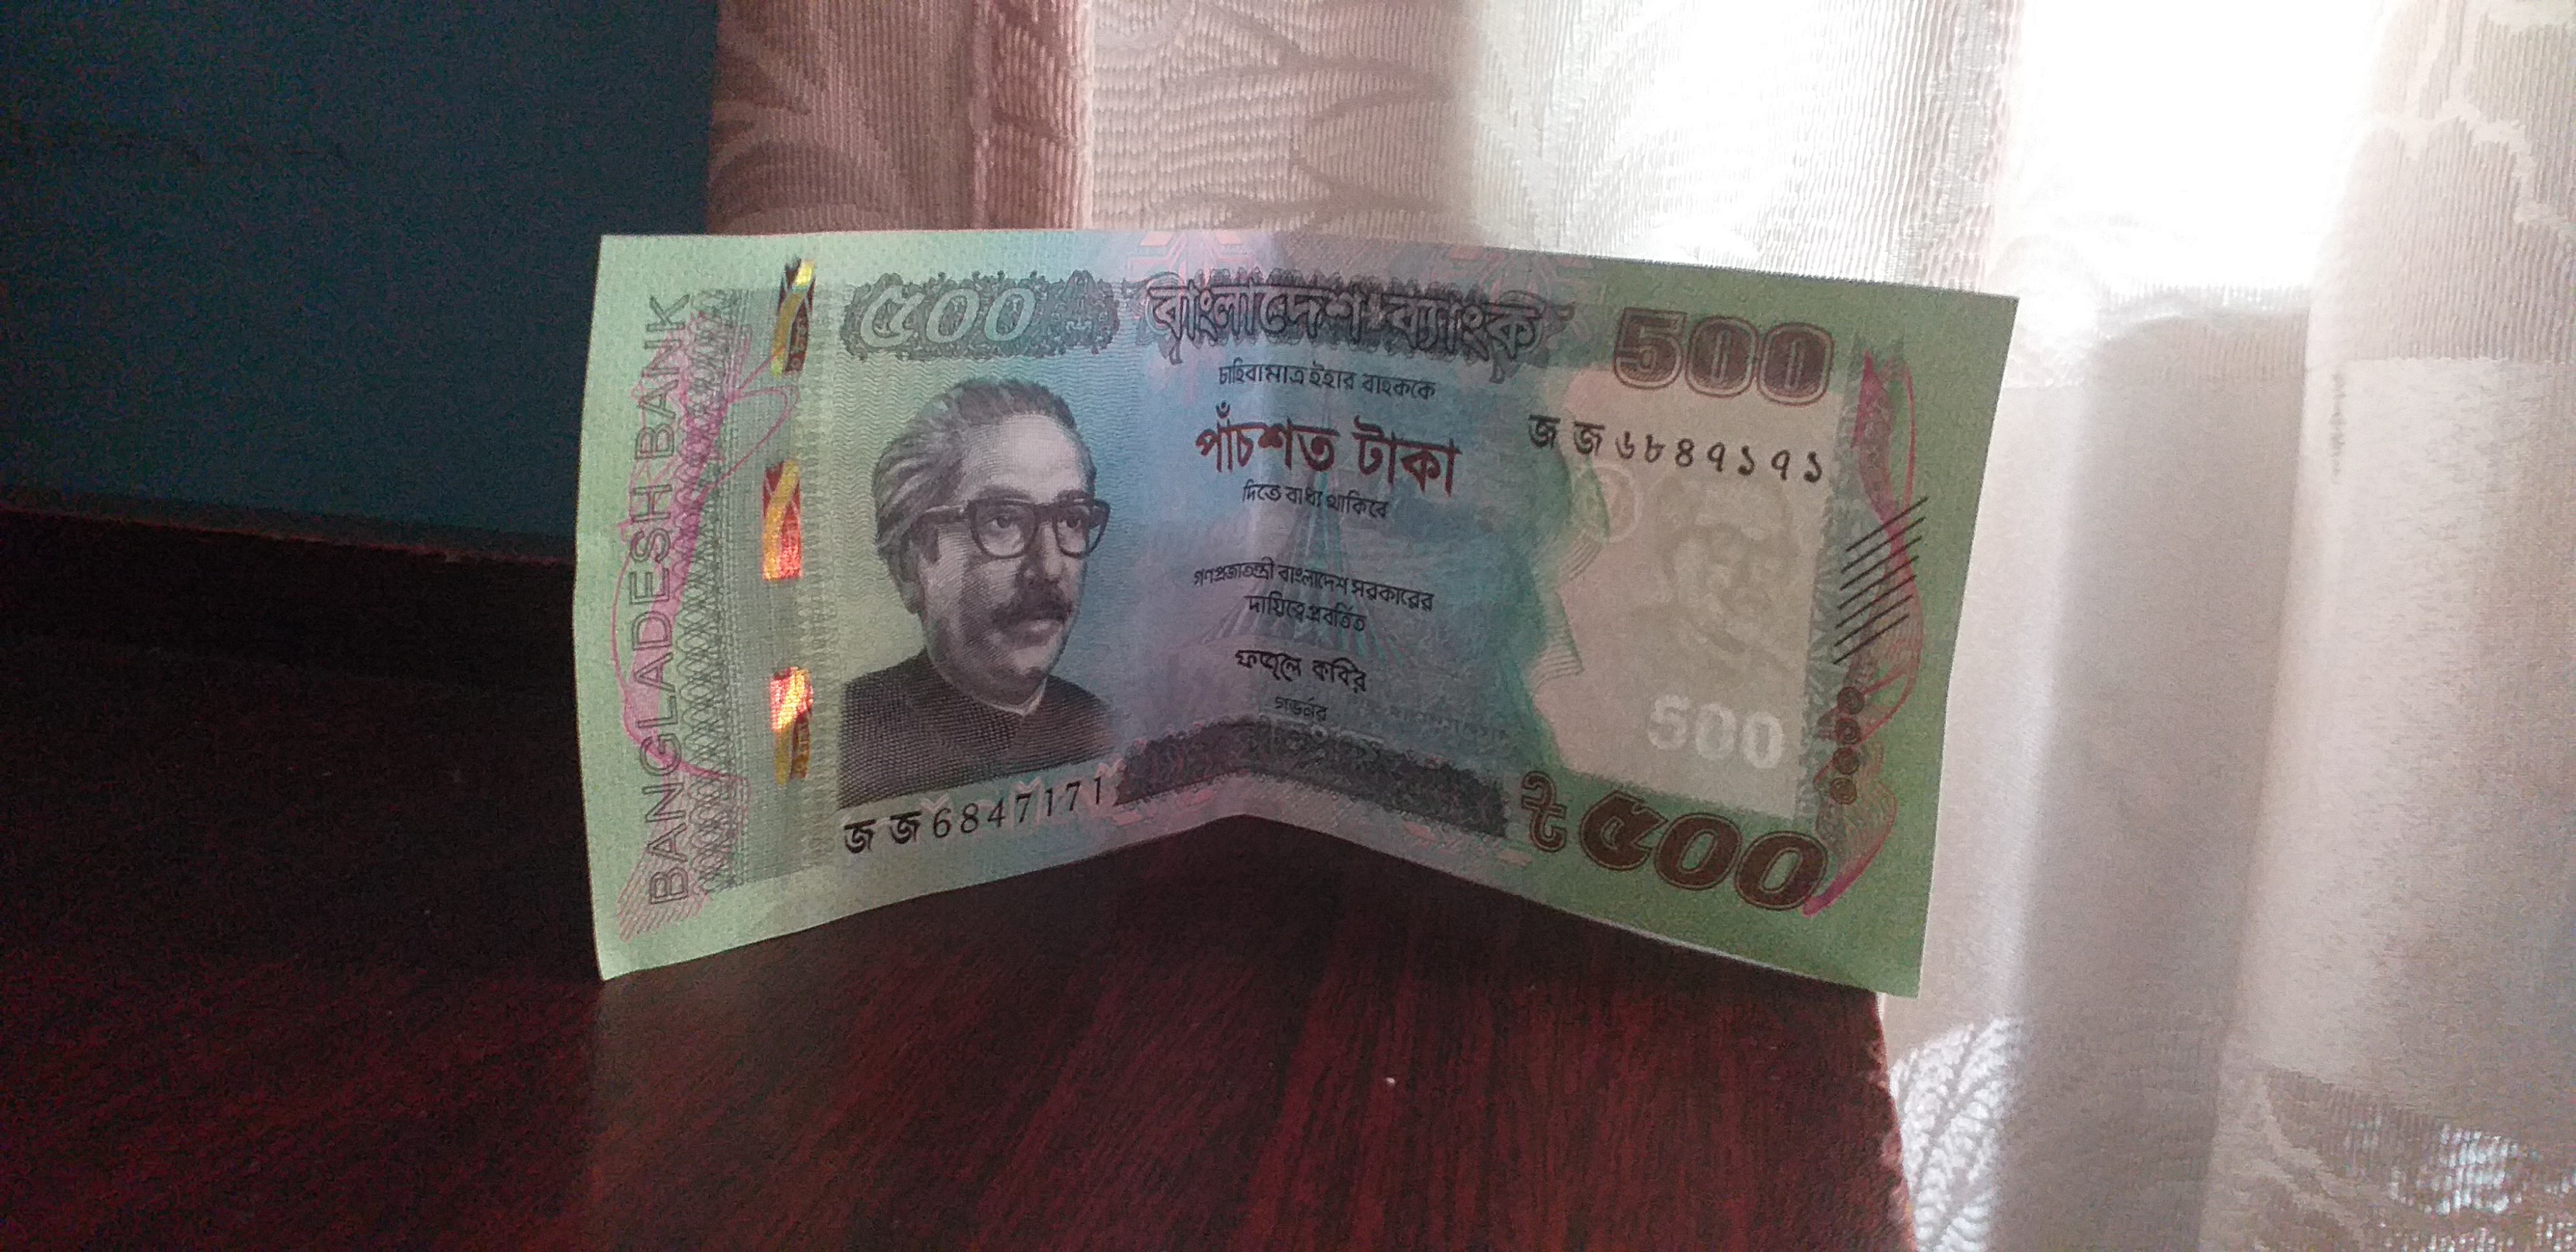 BANGLADESH BANK
৫০০
বাংলাদেশ ব্যাংক
500
চাহিবামাত্র ইহার বাহককে
পাঁচশত টাকা
দিতে বাধ্য থাকিবে
জ জ ৬৮৪৭১৭১
গণপ্রজাতন্ত্রী বাংলাদেশ সরকারের
দায়িত্বে প্রবর্তিত
ফজলে কবির
গভর্নর
500
জ জ 6847171
৳ ৫০০